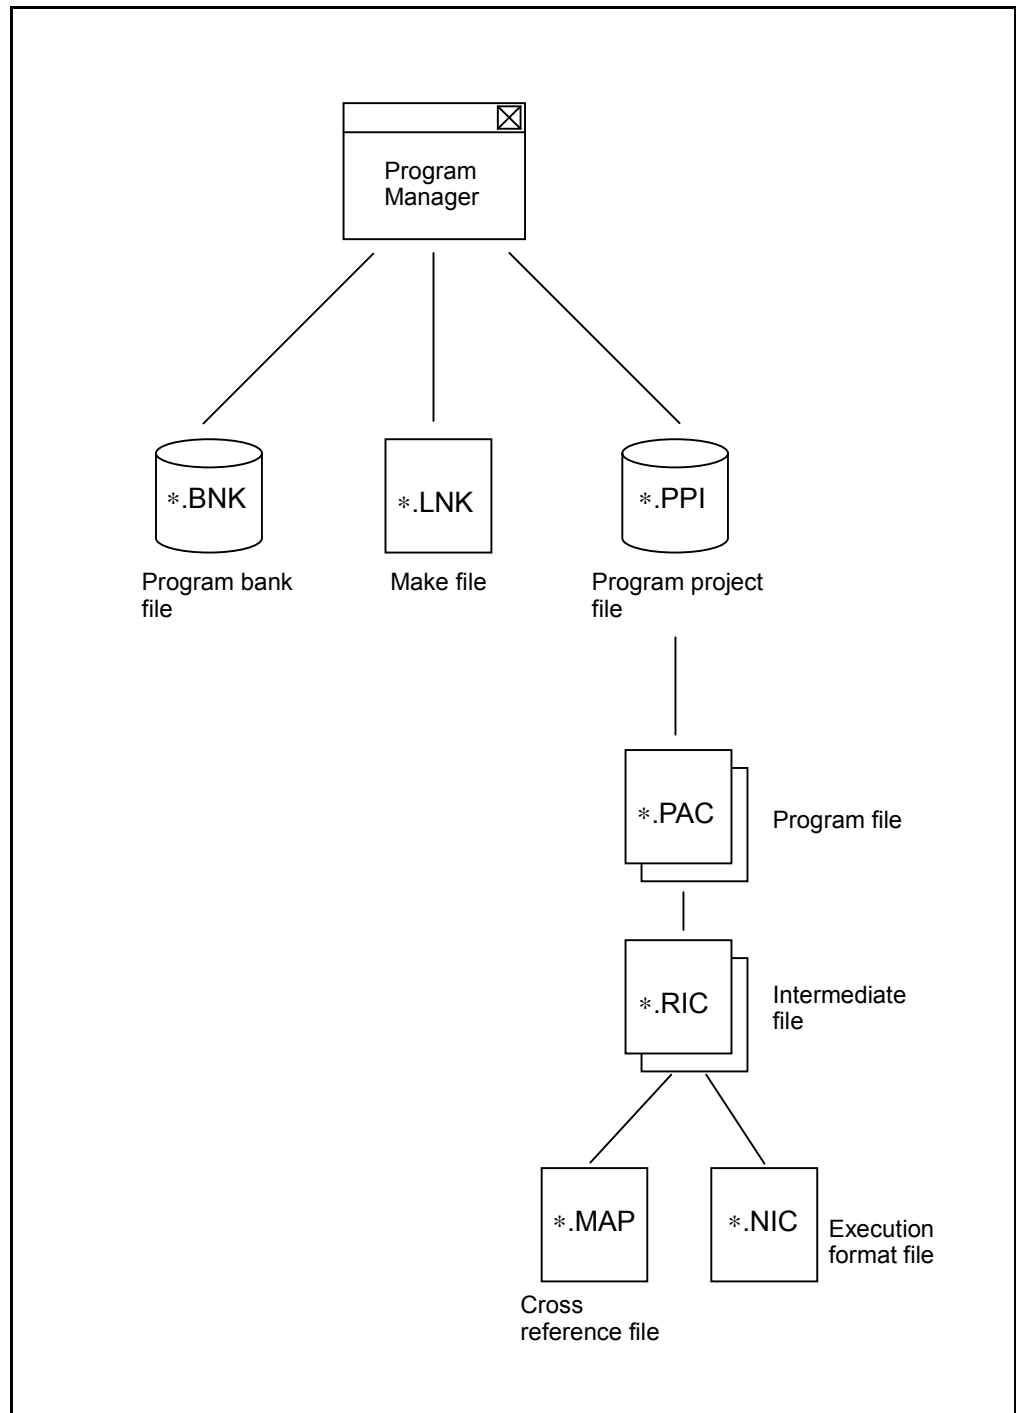 Program
Manager
*.BNK
*.LNK
*.PPI
Program bank
file
Make file
Program project
file
*.PAC
Program file
*.RIC
Intermediate
file
*.MAP
*.NIC
Execution
format file
Cross
reference file